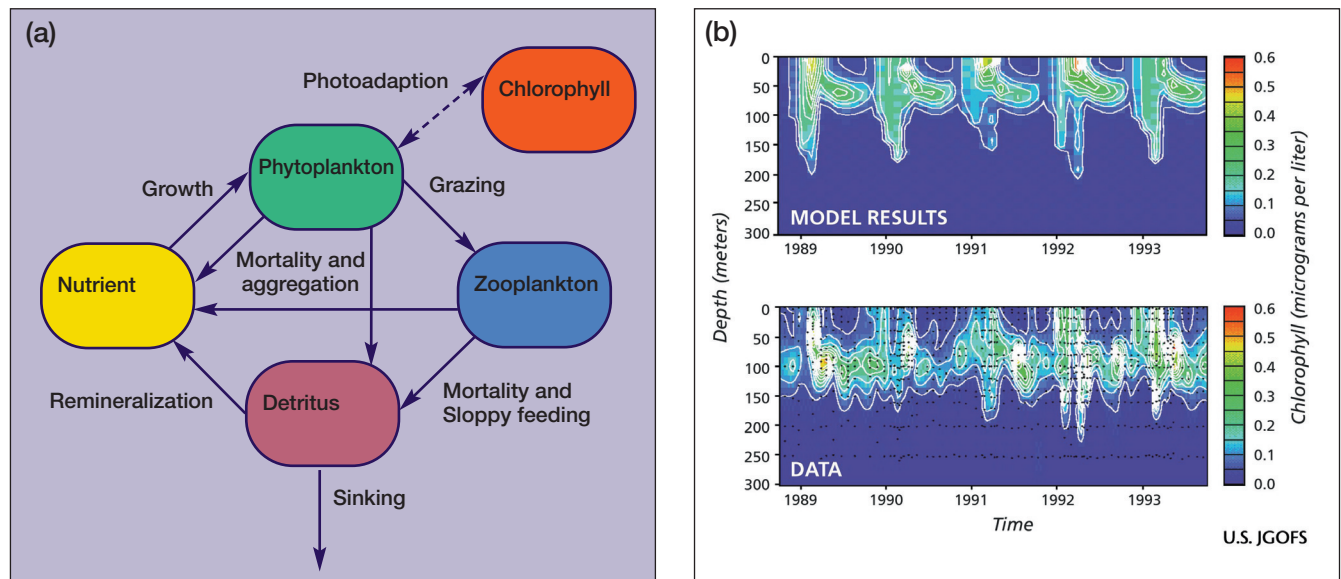 (a)
Photoadaption
Chlorophyll
Phytoplankton
Growth
Grazing
Nutrient
Mortality and
aggregation
Zooplankton
Remineralization
Detritus
Mortality and
Sloppy feeding
Sinking
(b)
0
50
100
150
200
250
300
MODEL RESULTS
1989 1990 1991 1992 1993
0.6
0.5
0.4
0.3
0.2
0.1
0.0
Depth (meters)
Chlorophyll (micrograms per liter)
0
50
100
150
200
250
300
DATA
1989 1990 1991 1992 1993
0.6
0.5
0.4
0.3
0.2
0.1
0.0
Time
U.S. JGOFS